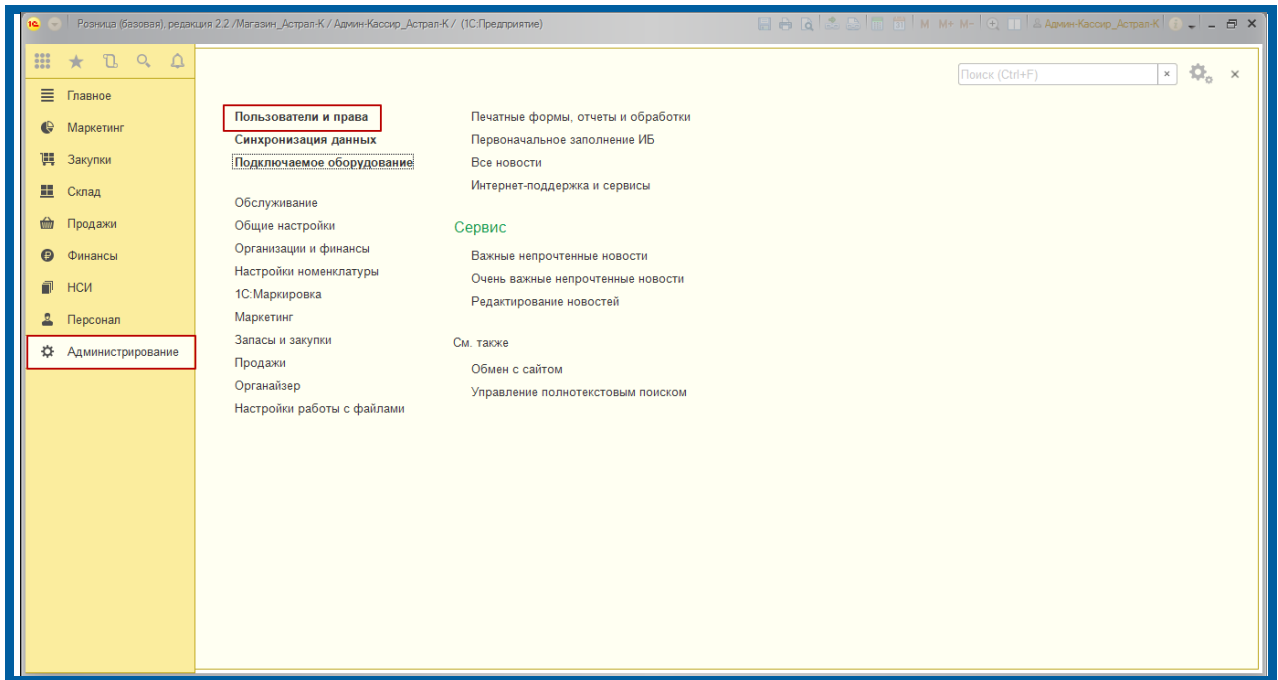 1С Розница (базовая), редакция 2.2 /Магазин_Астрал-К / Админ-Кассир_Астрал-К / (1С:Предприятие) M M+ M- Админ-Кассир_Астрал-К
Поиск (Ctrl+F)
Главное
Маркетинг
Закупки
Склад
Продажи
Финансы
НСИ
Персонал
Администрирование
Пользователи и права
Синхронизация данных
Подключаемое оборудование
Обслуживание
Общие настройки
Организации и финансы
Настройки номенклатуры
1С:Маркировка
Маркетинг
Запасы и закупки
Продажи
Органайзер
Настройки работы с файлами
Печатные формы, отчеты и обработки
Первоначальное заполнение ИБ
Все новости
Интернет-поддержка и сервисы
Сервис
Важные непрочтенные новости
Очень важные непрочтенные новости
Редактирование новостей
См. также
Обмен с сайтом
Управление полнотекстовым поиском